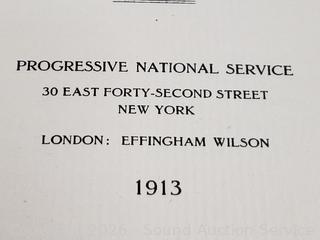 PROGRESSIVE NATIONAL SERVICE
30 EAST FORTY-SECOND STREET
NEW YORK
LONDON: EFFINGHAM WILSON
1913
2026 Sound Auction Service